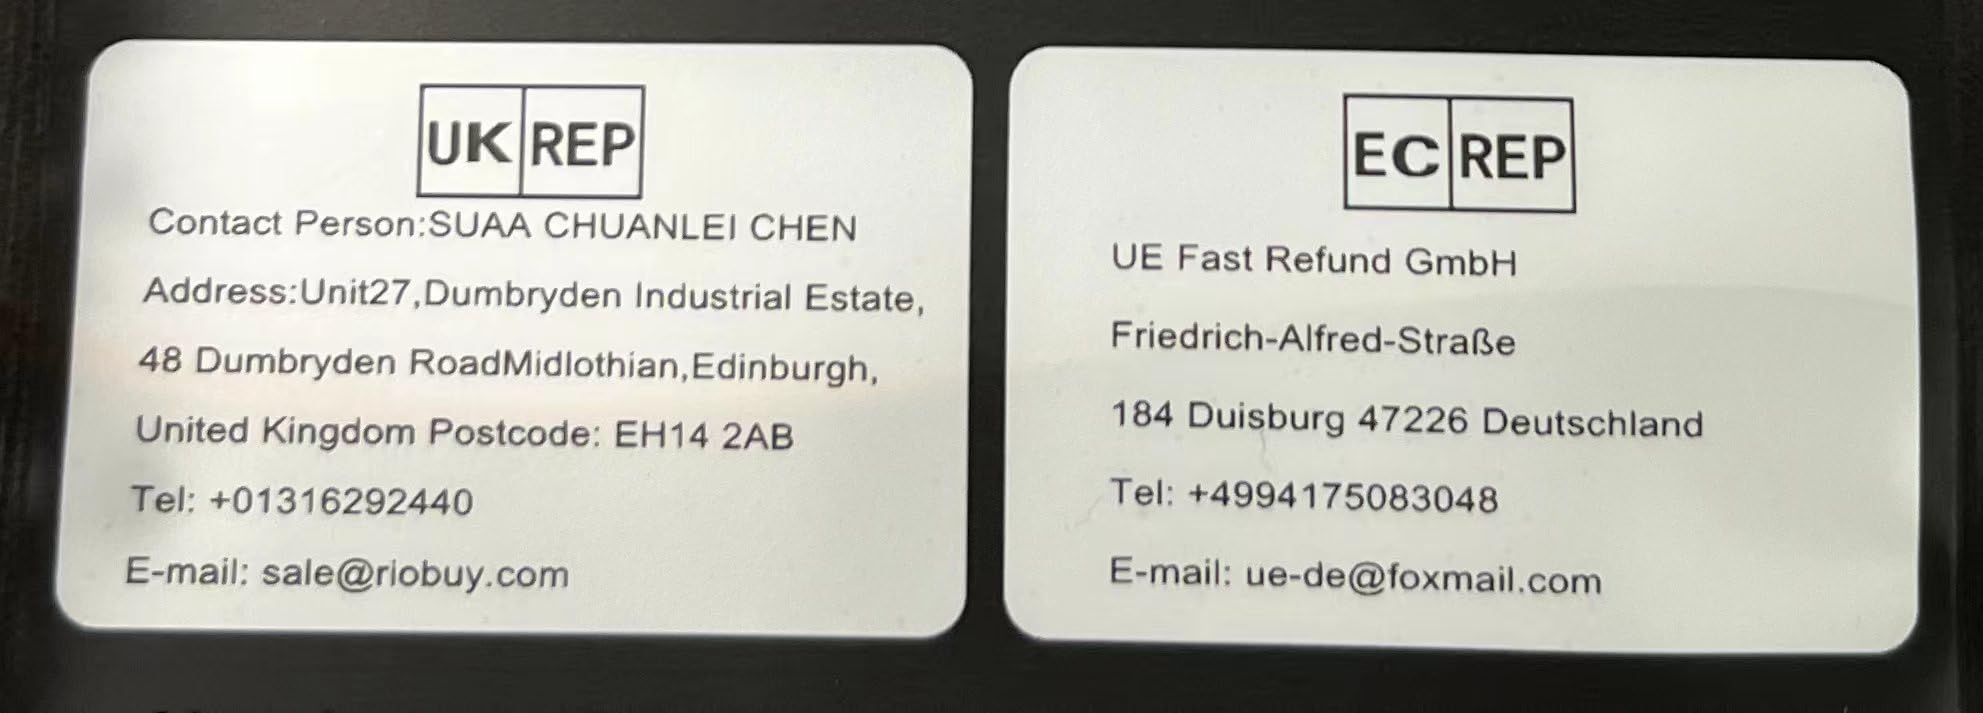 UK REP
Contact Person:SUAA CHUANLEI CHEN
Address:Unit27,Dumbryden Industrial Estate,
48 Dumbryden RoadMidlothian,Edinburgh,
United Kingdom Postcode: EH14 2AB
Tel: +01316292440
E-mail: sale@riobuy.com
EC REP
UE Fast Refund GmbH
Friedrich-Alfred-Straße
184 Duisburg 47226 Deutschland
Tel: +4994175083048
E-mail: ue-de@foxmail.com